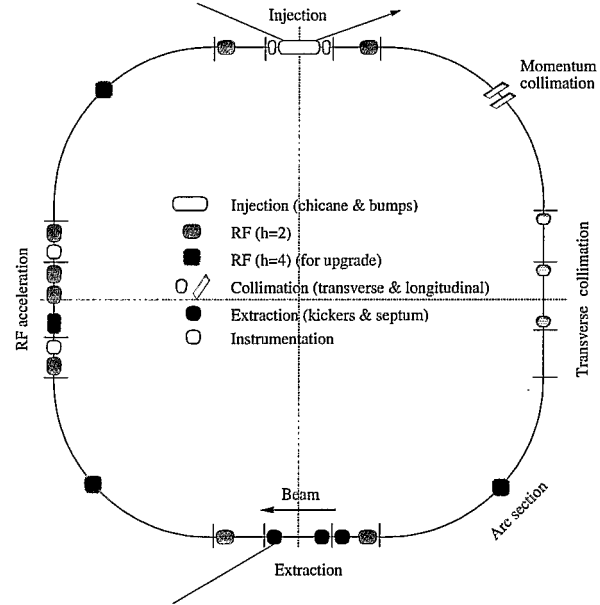 Injection
Momentum
collimation
Injection (chicane & bumps)
RF (h=2)
RF (h=4) (for upgrade)
Collimation (transverse & longitudinal)
Extraction (kickers & septum)
Instrumentation
RF acceleration
Transverse collimation
Beam
Arc section
Extraction